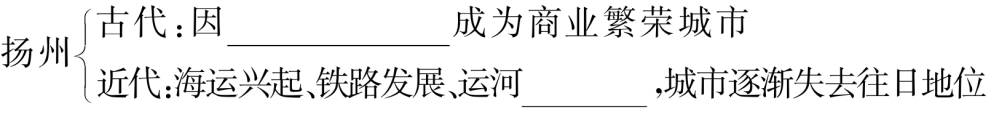 扬州
古代:因____________成为商业繁荣城市
近代:海运兴起、铁路发展、运河_______,城市逐渐失去往日地位